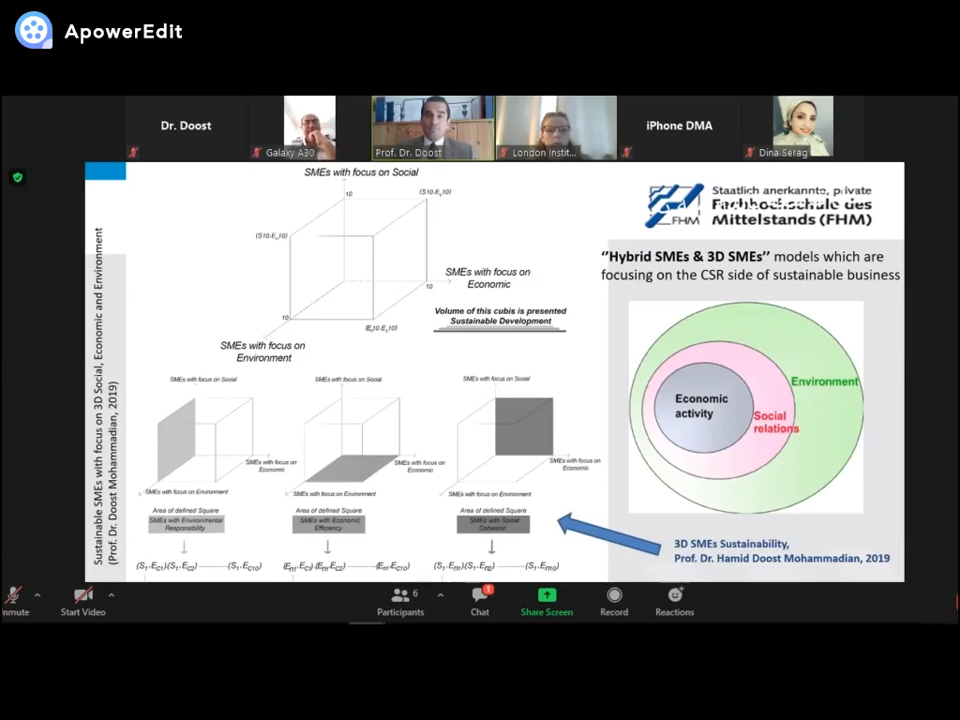 ApowerEdit
Dr. Doost
Galaxy A30
Prof. Dr. Doost
London Instit...
iPhone DMA
Dina Serag
SMEs with focus on Social
10
(S10.Ec10)
(S10.En10)
SMEs with focus on
Economic
10
10
(En10.Ec10)
SMEs with focus on
Environment
Volume of this cubis is presented
Sustainable Development
Staatlich anerkannte, private
Fachhochschule des
Mittelstands (FHM)
FHM
‘‘Hybrid SMEs & 3D SMEs’’ models which are
focusing on the CSR side of sustainable business
Economic
activity
Social
relations
Environment
3D SMEs Sustainability,
Prof. Dr. Hamid Doost Mohammadian, 2019
Sustainable SMEs with focus on 3D Social, Economic and Environment
(Prof. Dr. Doost Mohammadian, 2019)
SMEs with focus on Social
SMEs with focus on
Economic
SMEs with focus on Environment
Area of defined Square
SMEs with Environmental
Responsibility
SMEs with focus on Social
SMEs with focus on
Economic
SMEs with focus on Environment
Area of defined Square
SMEs with Economic
Efficiency
SMEs with focus on Social
SMEs with focus on
Economic
SMEs with focus on Environment
Area of defined Square
SMEs with Social
Cohesion
nmute
Start Video
Participants
6
Chat
1
Share Screen
Record
Reactions